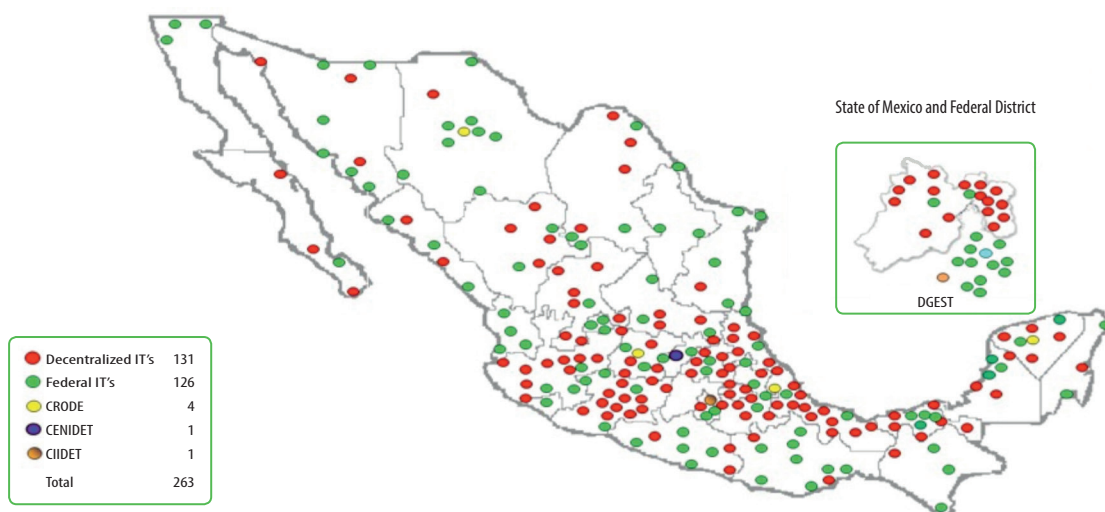 State of Mexico and Federal District
DGEST
Decentralized IT's 131
Federal IT's 126
CRODE 4
CENIDET 1
CIIDET 1
Total 263